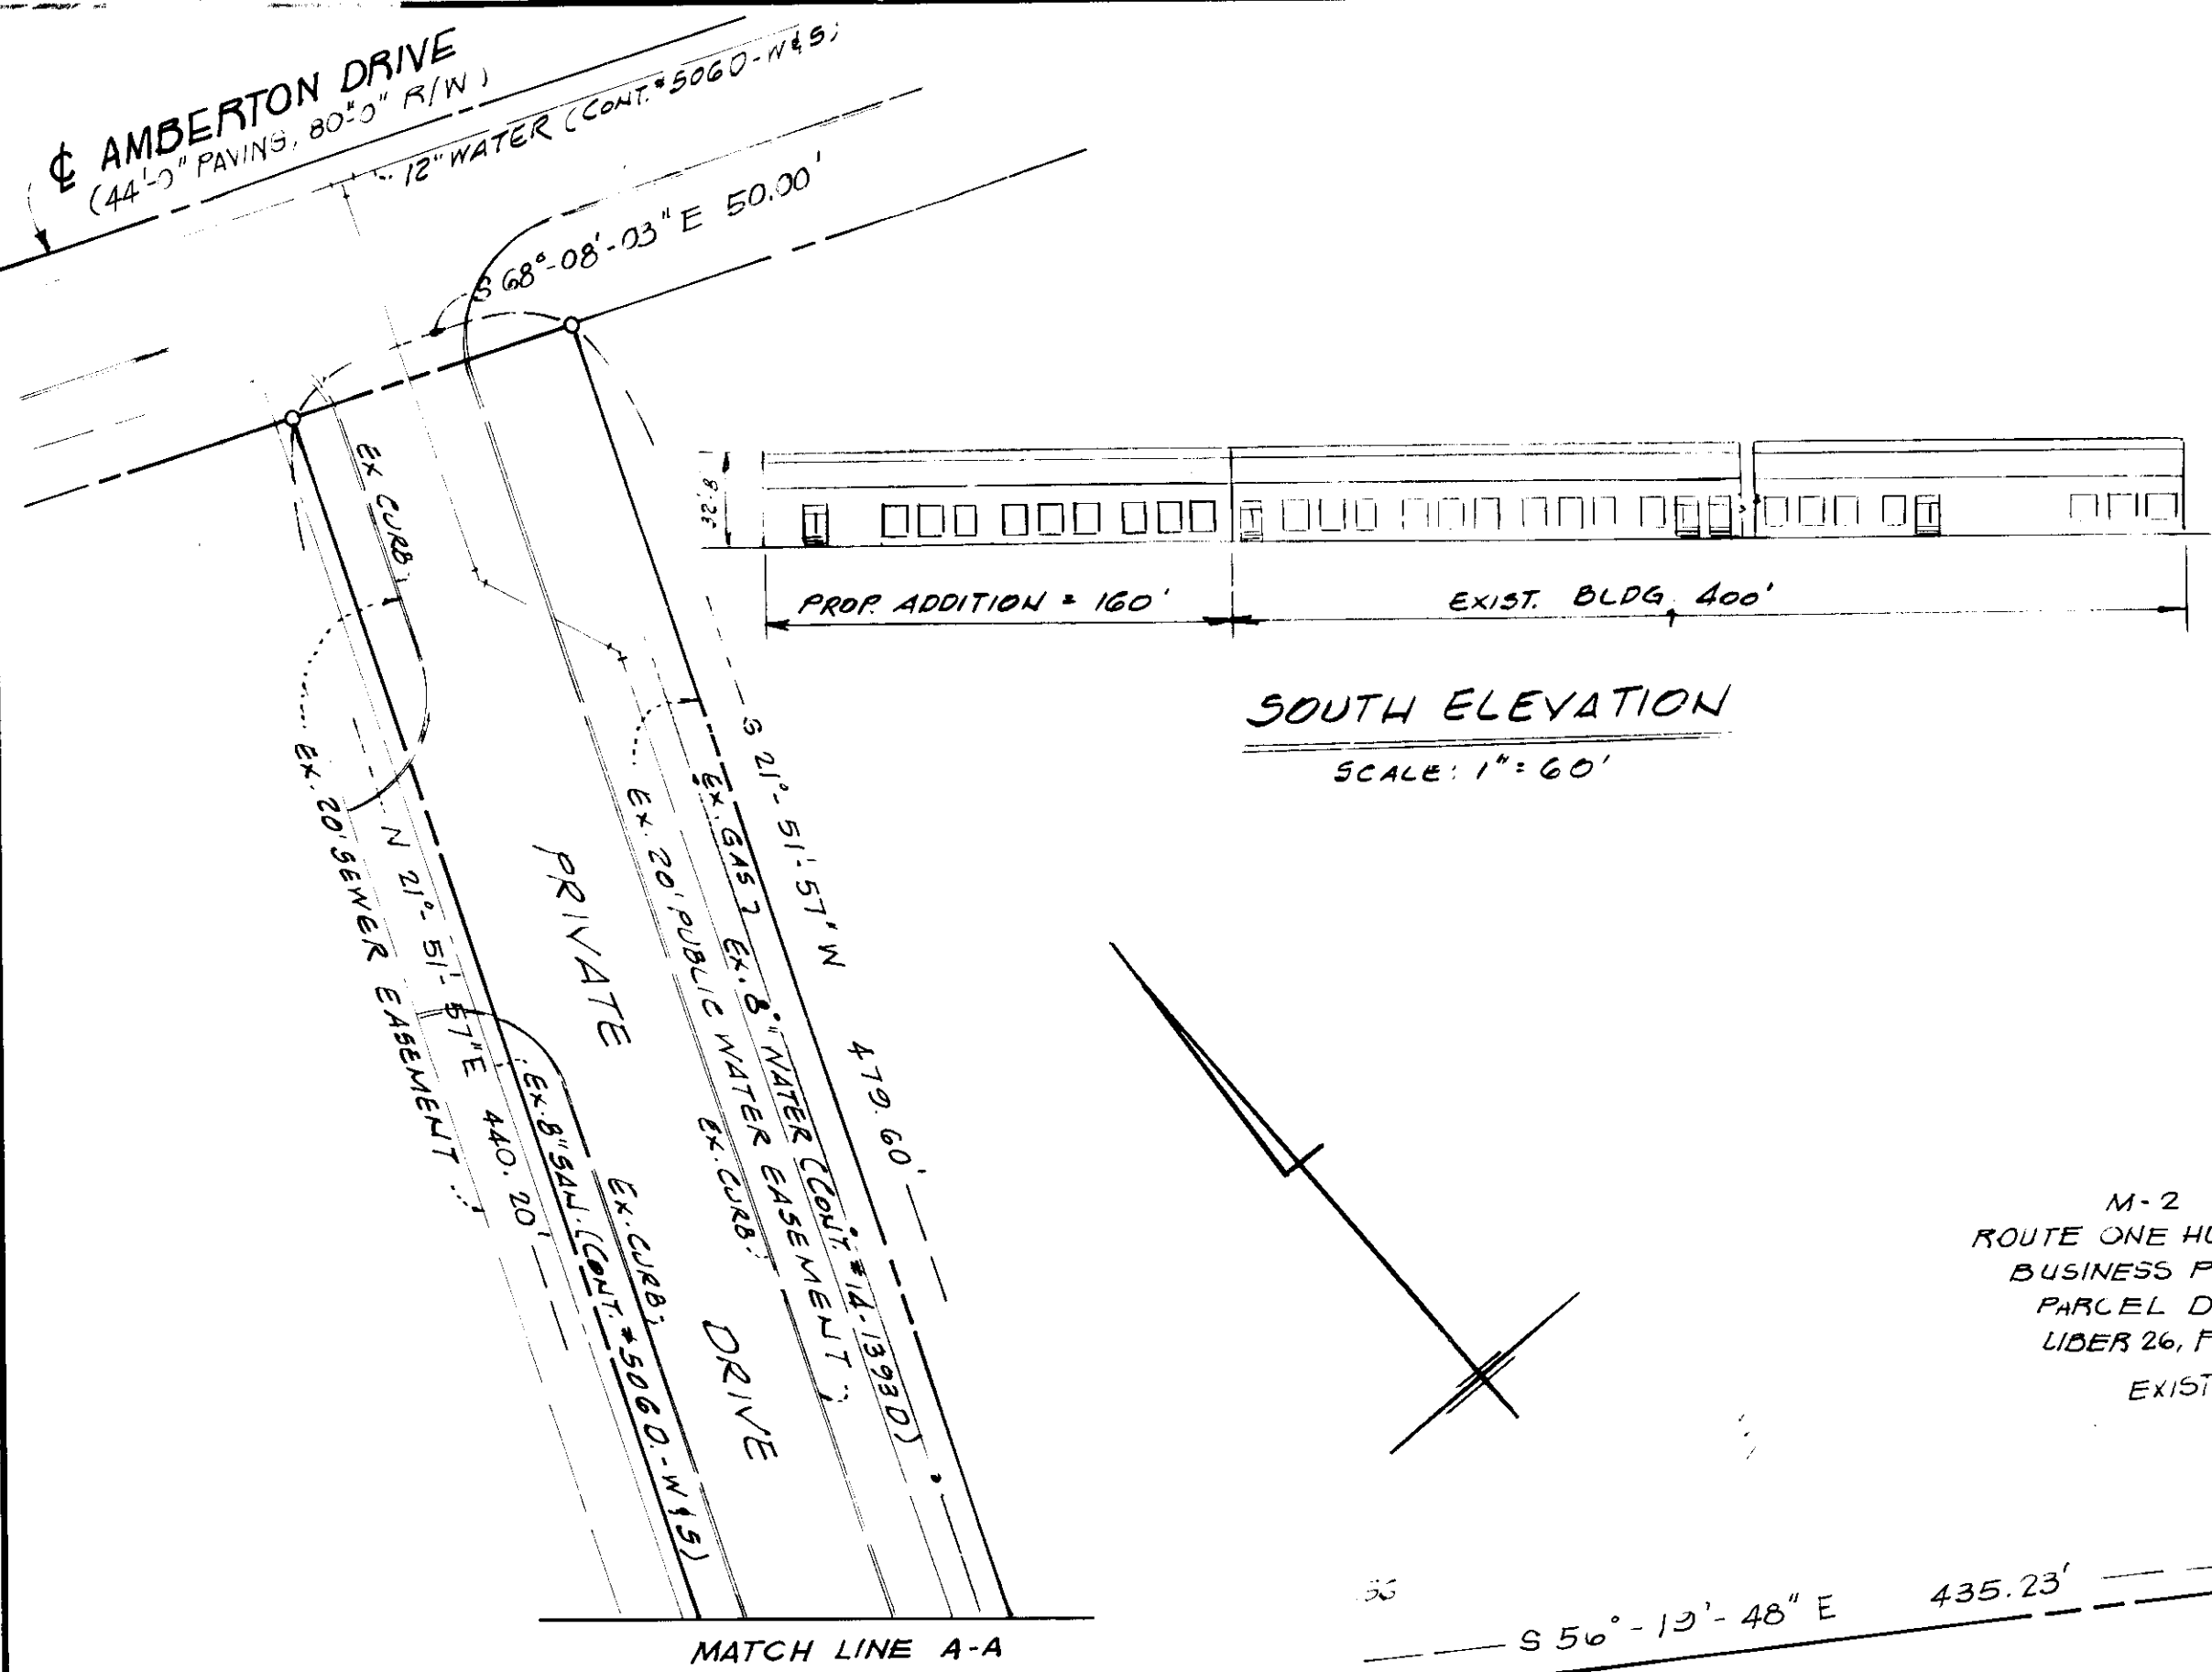 ℄ AMBERTON DRIVE
(44'-0" PAVING, 80'-0" R/W)
12" WATER (CONT.#5060-W&S)
S 68°-08'-03" E 50.00'
EX CURB
EX. 20' SEWER EASEMENT
N 21°-51'-57" E 440.20'
EX. 8" SAN. (CONT.#5060-W&S)
EX. CURB
PRIVATE
DRIVE
EX. 20' PUBLIC WATER EASEMENT
EX. CURB
EX. GAS
EX. 8" WATER (CONT.#14-1393D)
S 21°-51'-57" W 479.60'
MATCH LINE A-A
32'-8"
PROP. ADDITION = 160'
EXIST. BLDG. 400'
SOUTH ELEVATION
SCALE: 1" = 60'
M-2
ROUTE ONE HU
BUSINESS P
PARCEL D
LIBER 26, F
EXIST
S 56°-19'-48" E 435.23'